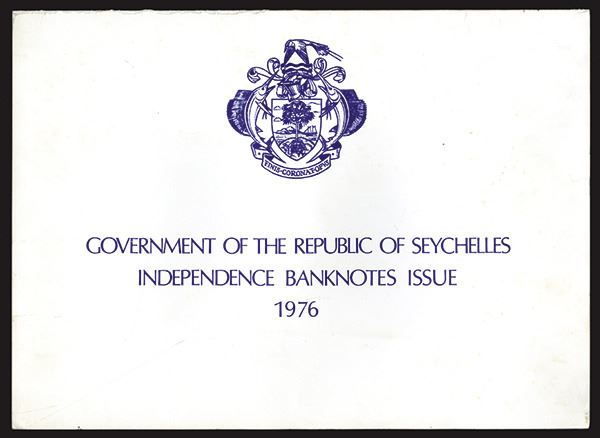 FINIS·CORONAT·OPUS
GOVERNMENT OF THE REPUBLIC OF SEYCHELLES
INDEPENDENCE BANKNOTES ISSUE
1976